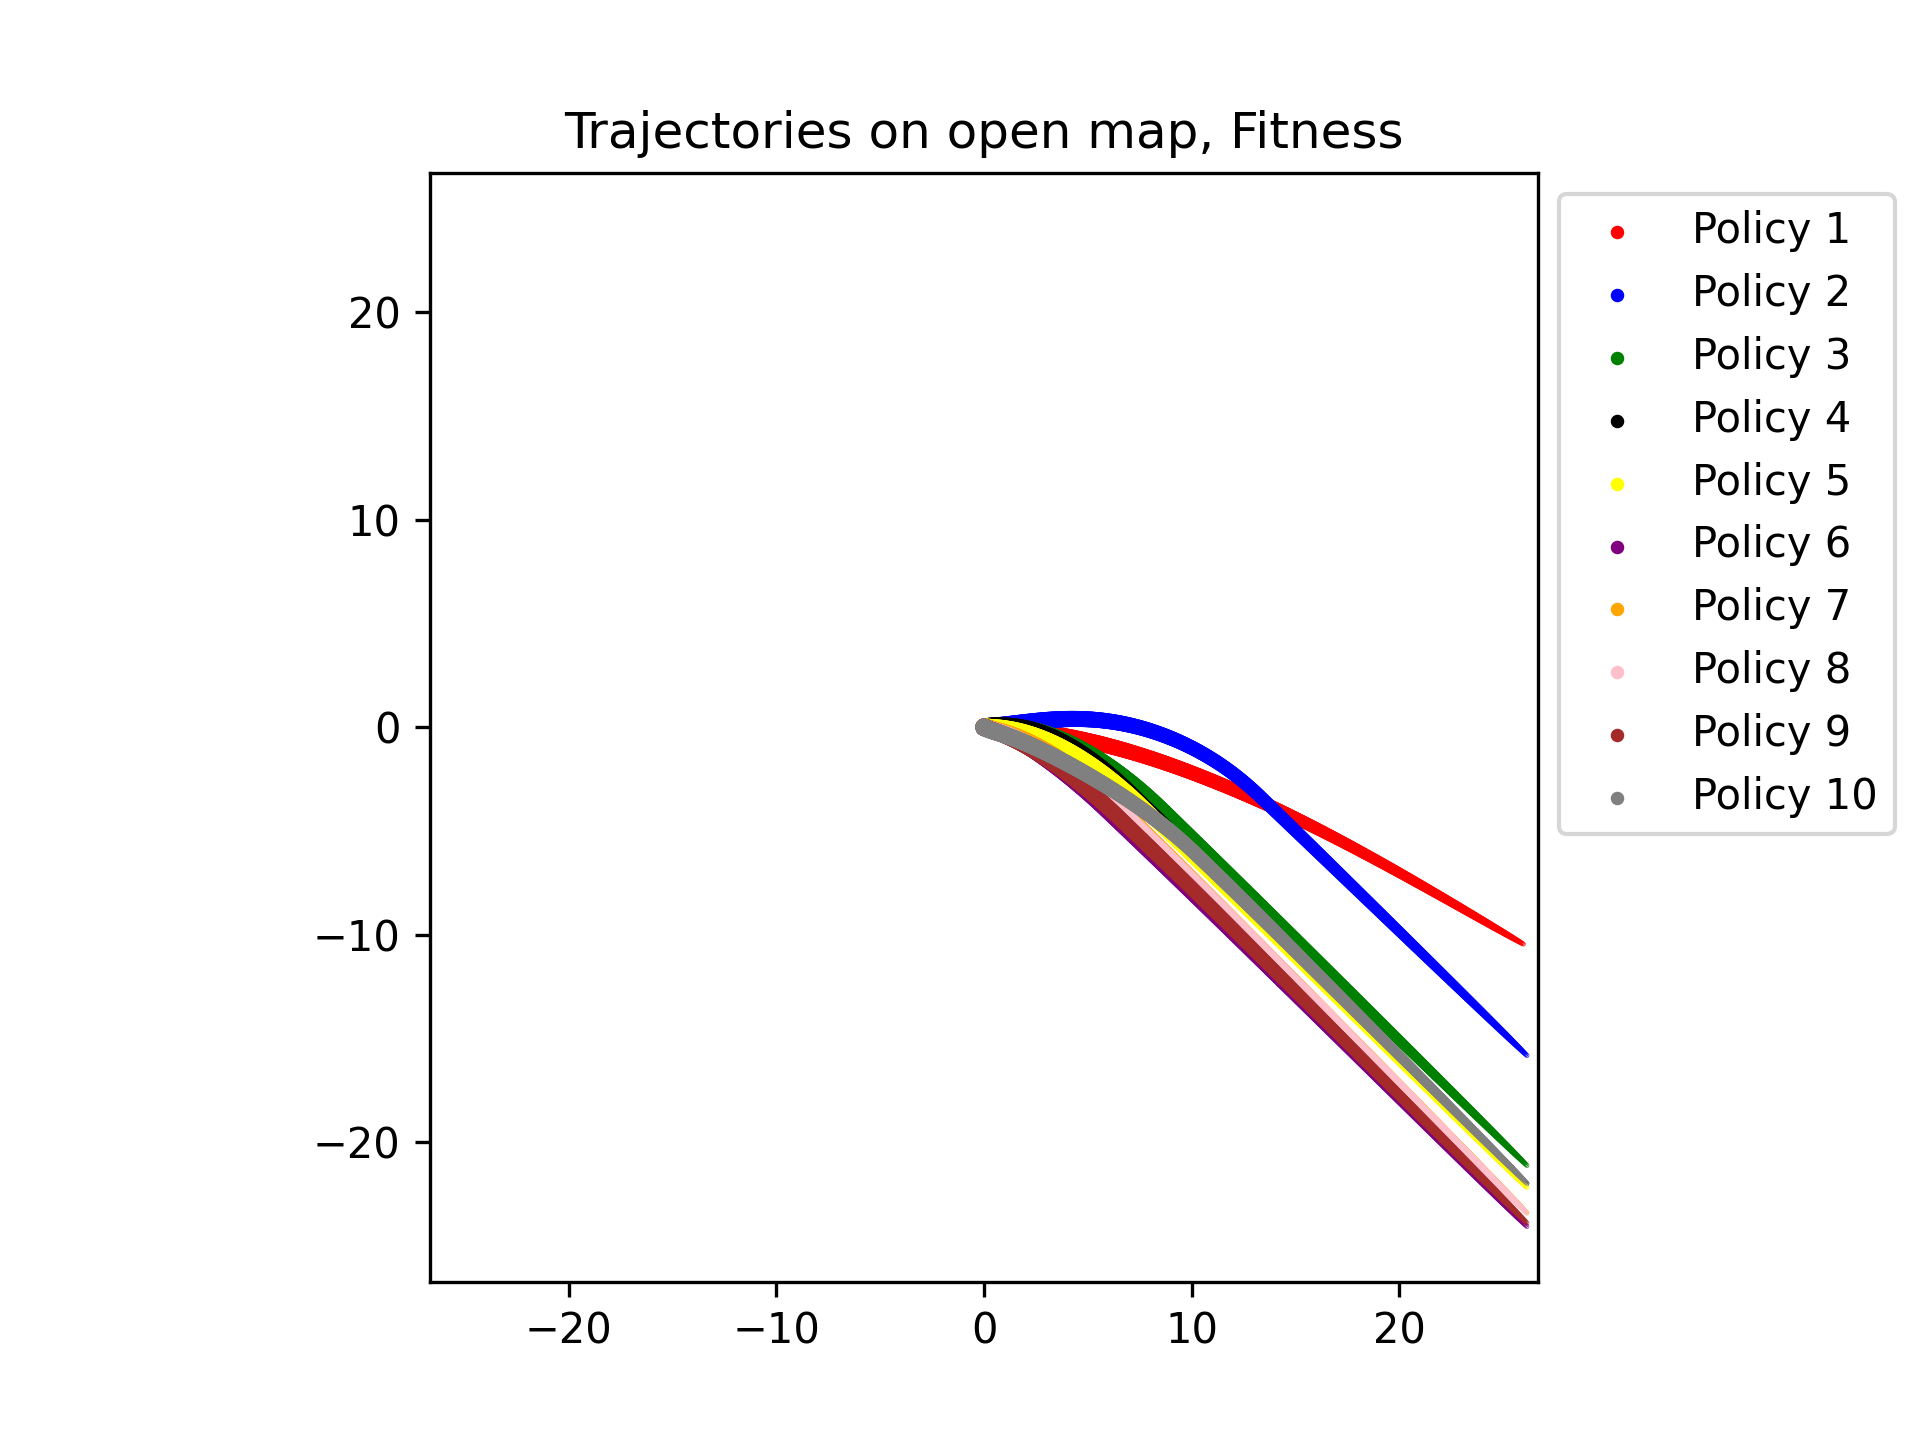 Trajectories on open map, Fitness
20
10
0
−10
−20
−20
−10
0
10
20
Policy 1
Policy 2
Policy 3
Policy 4
Policy 5
Policy 6
Policy 7
Policy 8
Policy 9
Policy 10